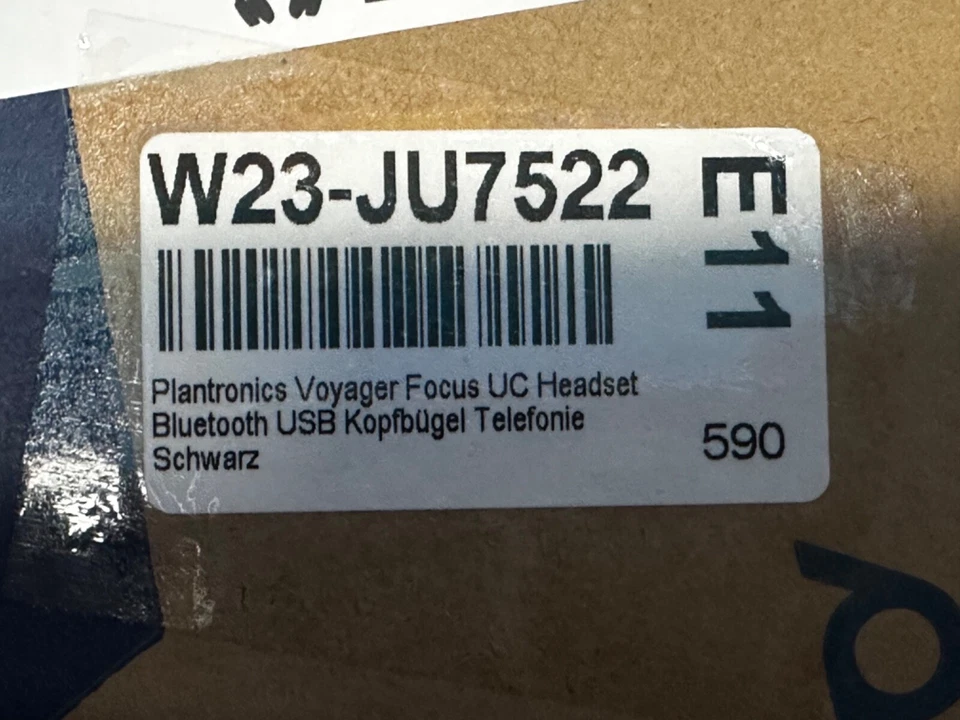 W23-JU7522
E11
Plantronics Voyager Focus UC Headset
Bluetooth USB Kopfbügel Telefonie
Schwarz
590